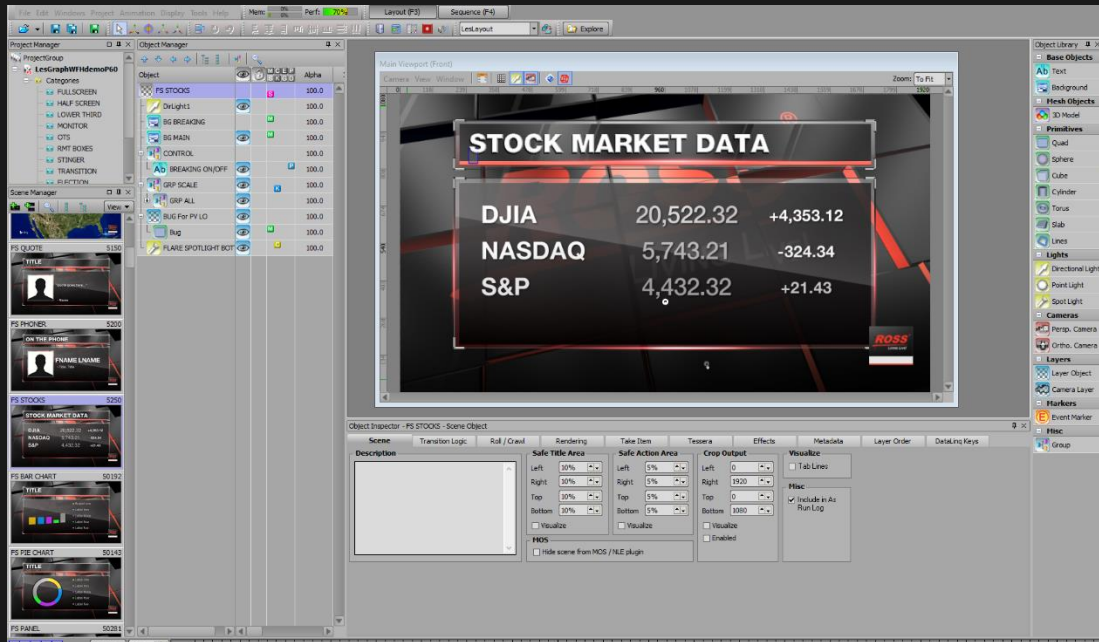 File Edit Windows Project Animation Display Tools Help Mem: 0% 6% Perf: 70% Layout (F3) Sequence (F4)
LesLayout Explore
Project Manager
ProjectGroup
LesGraphWFHdemoP60
Categories
FULLSCREEN
HALF SCREEN
LOWER THIRD
MONITOR
OTS
RMT BOXES
STINGER
TRANSITION
ELECTION
Scene Manager
View
FS QUOTE 5150
TITLE
FS PHONER 5200
ON THE PHONE
FNAME LNAME
FS STOCKS 5250
STOCK MARKET DATA
DJIA
NASDAQ
S&P
FS BAR CHART 50192
TITLE
FS PIE CHART 50143
TITLE
FS PANEL 50281
Object Manager
Object Alpha
FS STOCKS 100.0
DirLight1 100.0
BG BREAKING 100.0
BG MAIN 100.0
CONTROL 100.0
Ab BREAKING ON/OFF 100.0
GRP SCALE 100.0
GRP ALL 100.0
BUG For PV LO 100.0
Bug 100.0
FLARE SPOTLIGHT BOT 100.0
Main Viewport (Front)
Camera View Window Zoom: To Fit
960 1920
STOCK MARKET DATA
DJIA 20,522.32 +4,353.12
NASDAQ 5,743.21 -324.34
S&P 4,432.32 +21.43
ROSS
Object Inspector - FS STOCKS - Scene Object
Scene Transition Logic Roll / Crawl Rendering Take Item Tessera Effects Metadata Layer Order DataLinq Keys
Description
Safe Title Area
Left 10%
Right 10%
Top 10%
Bottom 10%
Visualize
MOS
Hide scene from MOS / NLE plugin
Safe Action Area
Left 5%
Right 5%
Top 5%
Bottom 5%
Visualize
Crop Output
Left 0
Right 1920
Top 0
Bottom 1080
Visualize
Enabled
Visualize
Tab Lines
Misc
Include in As
Run Log
Object Library
Base Objects
Ab Text
Background
Mesh Objects
3D Model
Primitives
Quad
Sphere
Cube
Cylinder
Torus
Slab
Lines
Lights
Directional Light
Point Light
Spot Light
Cameras
Persp. Camera
Ortho. Camera
Layers
Layer Object
Camera Layer
Markers
Event Marker
Misc
Group